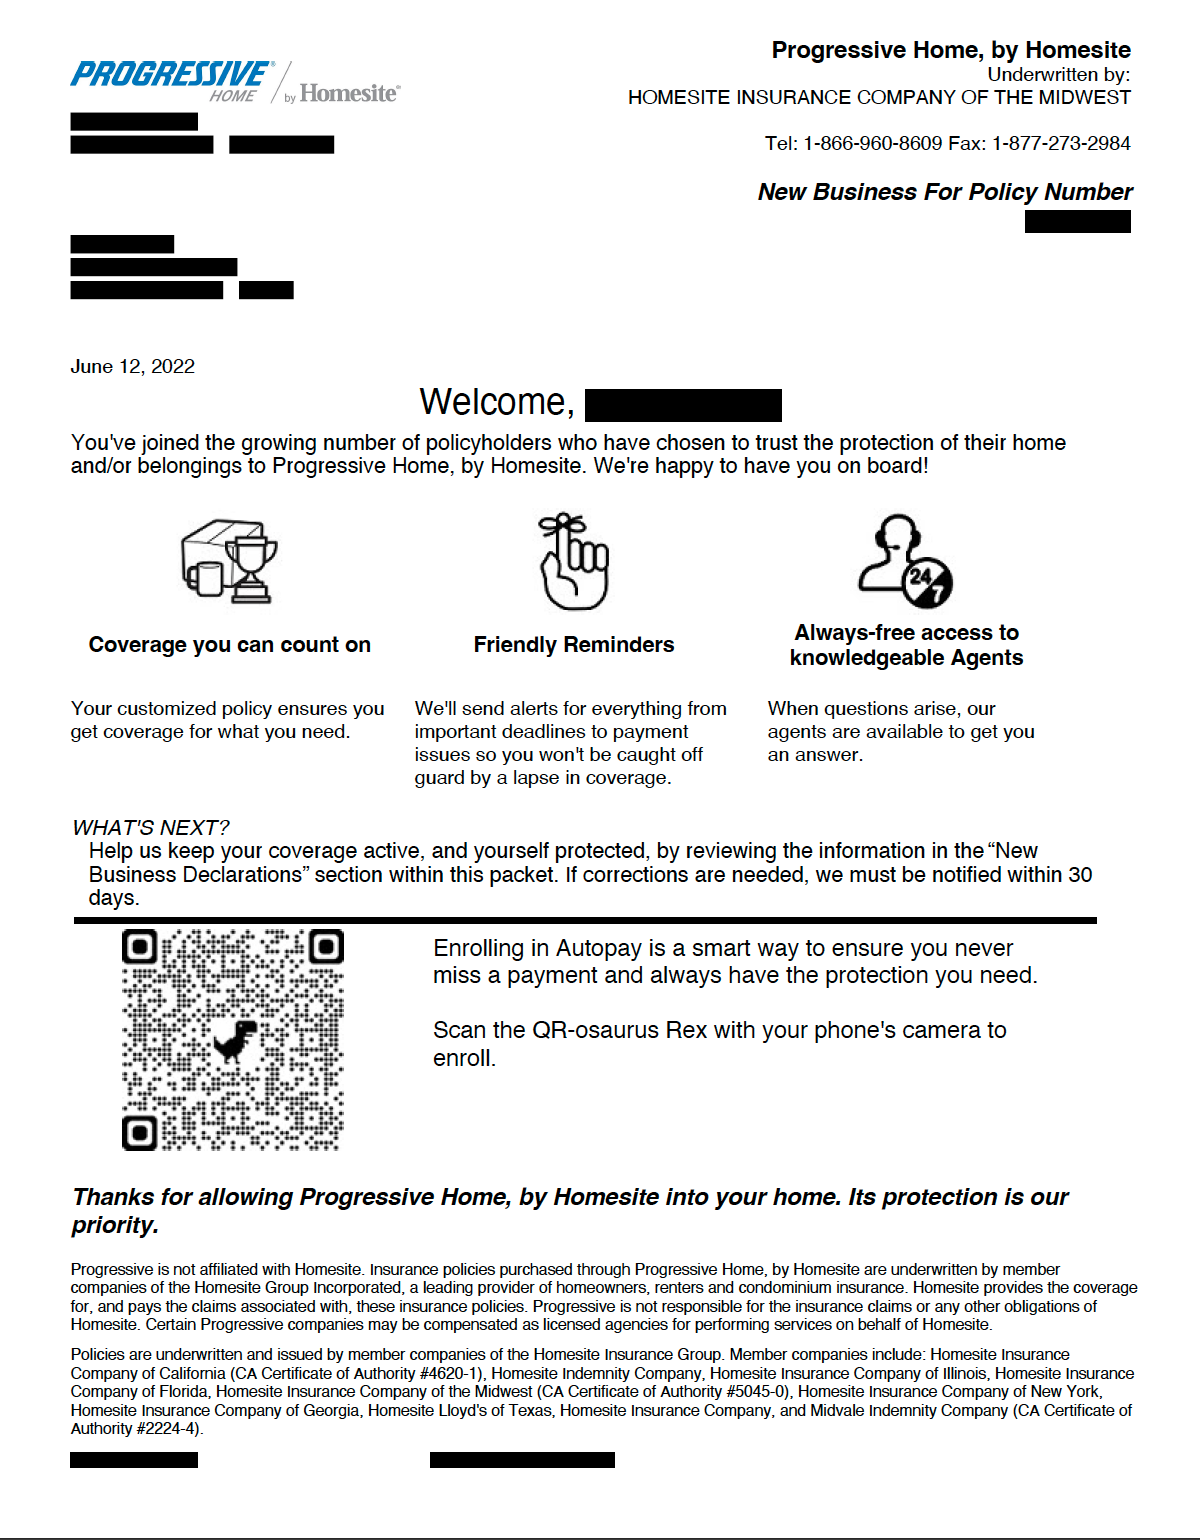 PROGRESSIVE®
HOME
by Homesite®
Progressive Home, by Homesite
Underwritten by:
HOMESITE INSURANCE COMPANY OF THE MIDWEST
Tel: 1-866-960-8609 Fax: 1-877-273-2984
New Business For Policy Number
June 12, 2022
Welcome,
You've joined the growing number of policyholders who have chosen to trust the protection of their home
and/or belongings to Progressive Home, by Homesite. We're happy to have you on board!
24
7
Coverage you can count on
Your customized policy ensures you
get coverage for what you need.
Friendly Reminders
We'll send alerts for everything from
important deadlines to payment
issues so you won't be caught off
guard by a lapse in coverage.
Always-free access to
knowledgeable Agents
When questions arise, our
agents are available to get you
an answer.
WHAT'S NEXT?
Help us keep your coverage active, and yourself protected, by reviewing the information in the “New
Business Declarations” section within this packet. If corrections are needed, we must be notified within 30
days.
Enrolling in Autopay is a smart way to ensure you never
miss a payment and always have the protection you need.
Scan the QR-osaurus Rex with your phone's camera to
enroll.
Thanks for allowing Progressive Home, by Homesite into your home. Its protection is our
priority.
Progressive is not affiliated with Homesite. Insurance policies purchased through Progressive Home, by Homesite are underwritten by member
companies of the Homesite Group Incorporated, a leading provider of homeowners, renters and condominium insurance. Homesite provides the coverage
for, and pays the claims associated with, these insurance policies. Progressive is not responsible for the insurance claims or any other obligations of
Homesite. Certain Progressive companies may be compensated as licensed agencies for performing services on behalf of Homesite.
Policies are underwritten and issued by member companies of the Homesite Insurance Group. Member companies include: Homesite Insurance
Company of California (CA Certificate of Authority #4620-1), Homesite Indemnity Company, Homesite Insurance Company of Illinois, Homesite Insurance
Company of Florida, Homesite Insurance Company of the Midwest (CA Certificate of Authority #5045-0), Homesite Insurance Company of New York,
Homesite Insurance Company of Georgia, Homesite Lloyd's of Texas, Homesite Insurance Company, and Midvale Indemnity Company (CA Certificate of
Authority #2224-4).